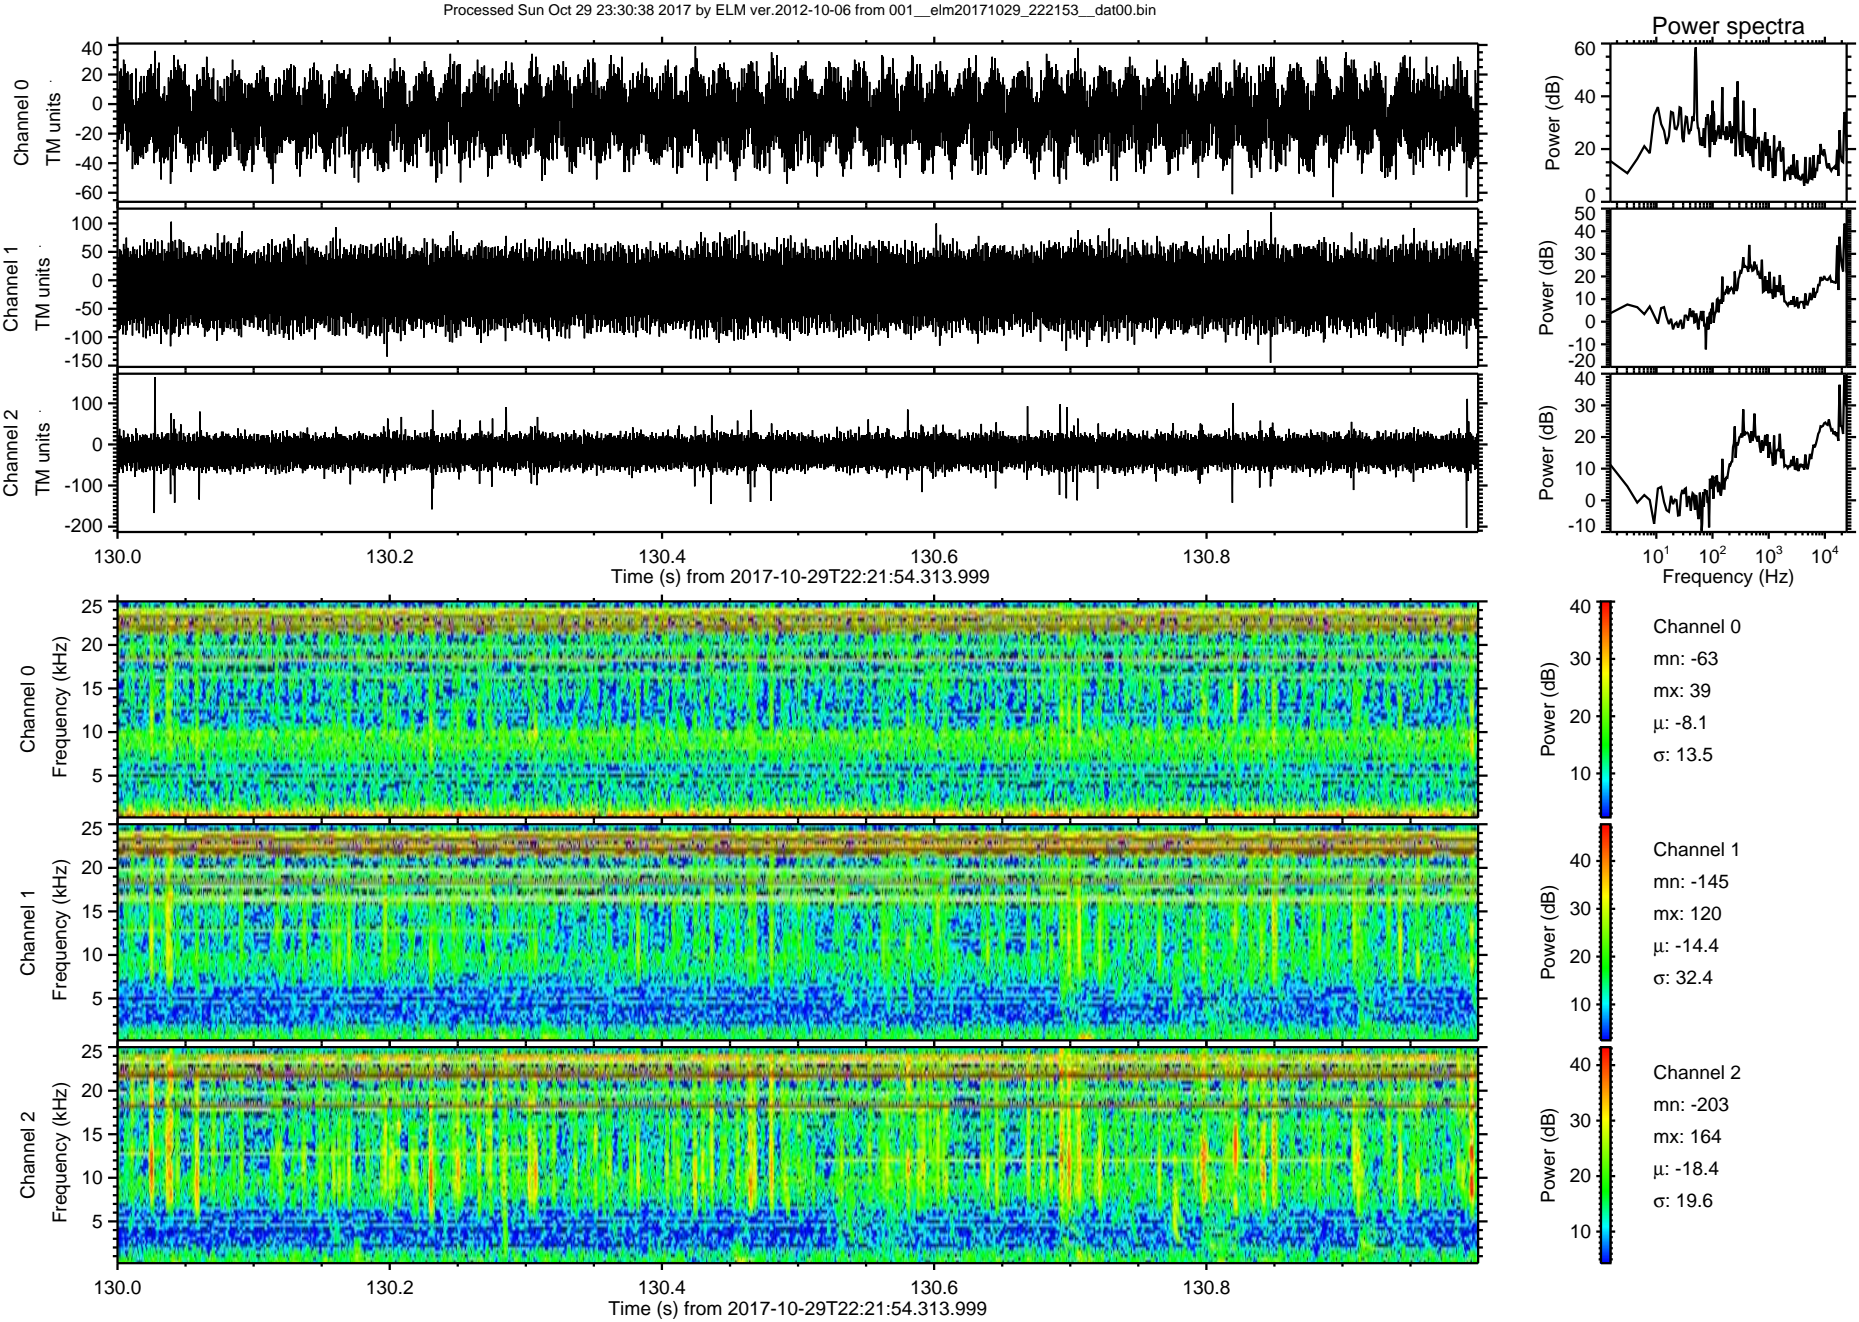 Processed Sun Oct 29 23:30:38 2017 by ELM ver.2012-10-06 from 001__elm20171029_222153__dat00.bin
Power spectra
Channel 0
TM units
40
20
0
-20
-40
-60
Power (dB)
60
40
20
0
Channel 1
TM units
100
50
0
-50
-100
-150
Power (dB)
50
40
30
20
10
0
-10
-20
Channel 2
TM units
100
0
-100
-200
Power (dB)
40
30
20
10
0
-10
130.0 130.2 130.4 130.6 130.8
Time (s) from 2017-10-29T22:21:54.313.999
10¹ 10² 10³ 10⁴
Frequency (Hz)
Channel 0
Frequency (kHz)
25
20
15
10
5
Power (dB)
40
30
20
10
Channel 0
mn: -63
mx: 39
μ: -8.1
σ: 13.5
Channel 1
Frequency (kHz)
25
20
15
10
5
Power (dB)
40
30
20
10
Channel 1
mn: -145
mx: 120
μ: -14.4
σ: 32.4
Channel 2
Frequency (kHz)
25
20
15
10
5
Power (dB)
40
30
20
10
Channel 2
mn: -203
mx: 164
μ: -18.4
σ: 19.6
130.0 130.2 130.4 130.6 130.8
Time (s) from 2017-10-29T22:21:54.313.999